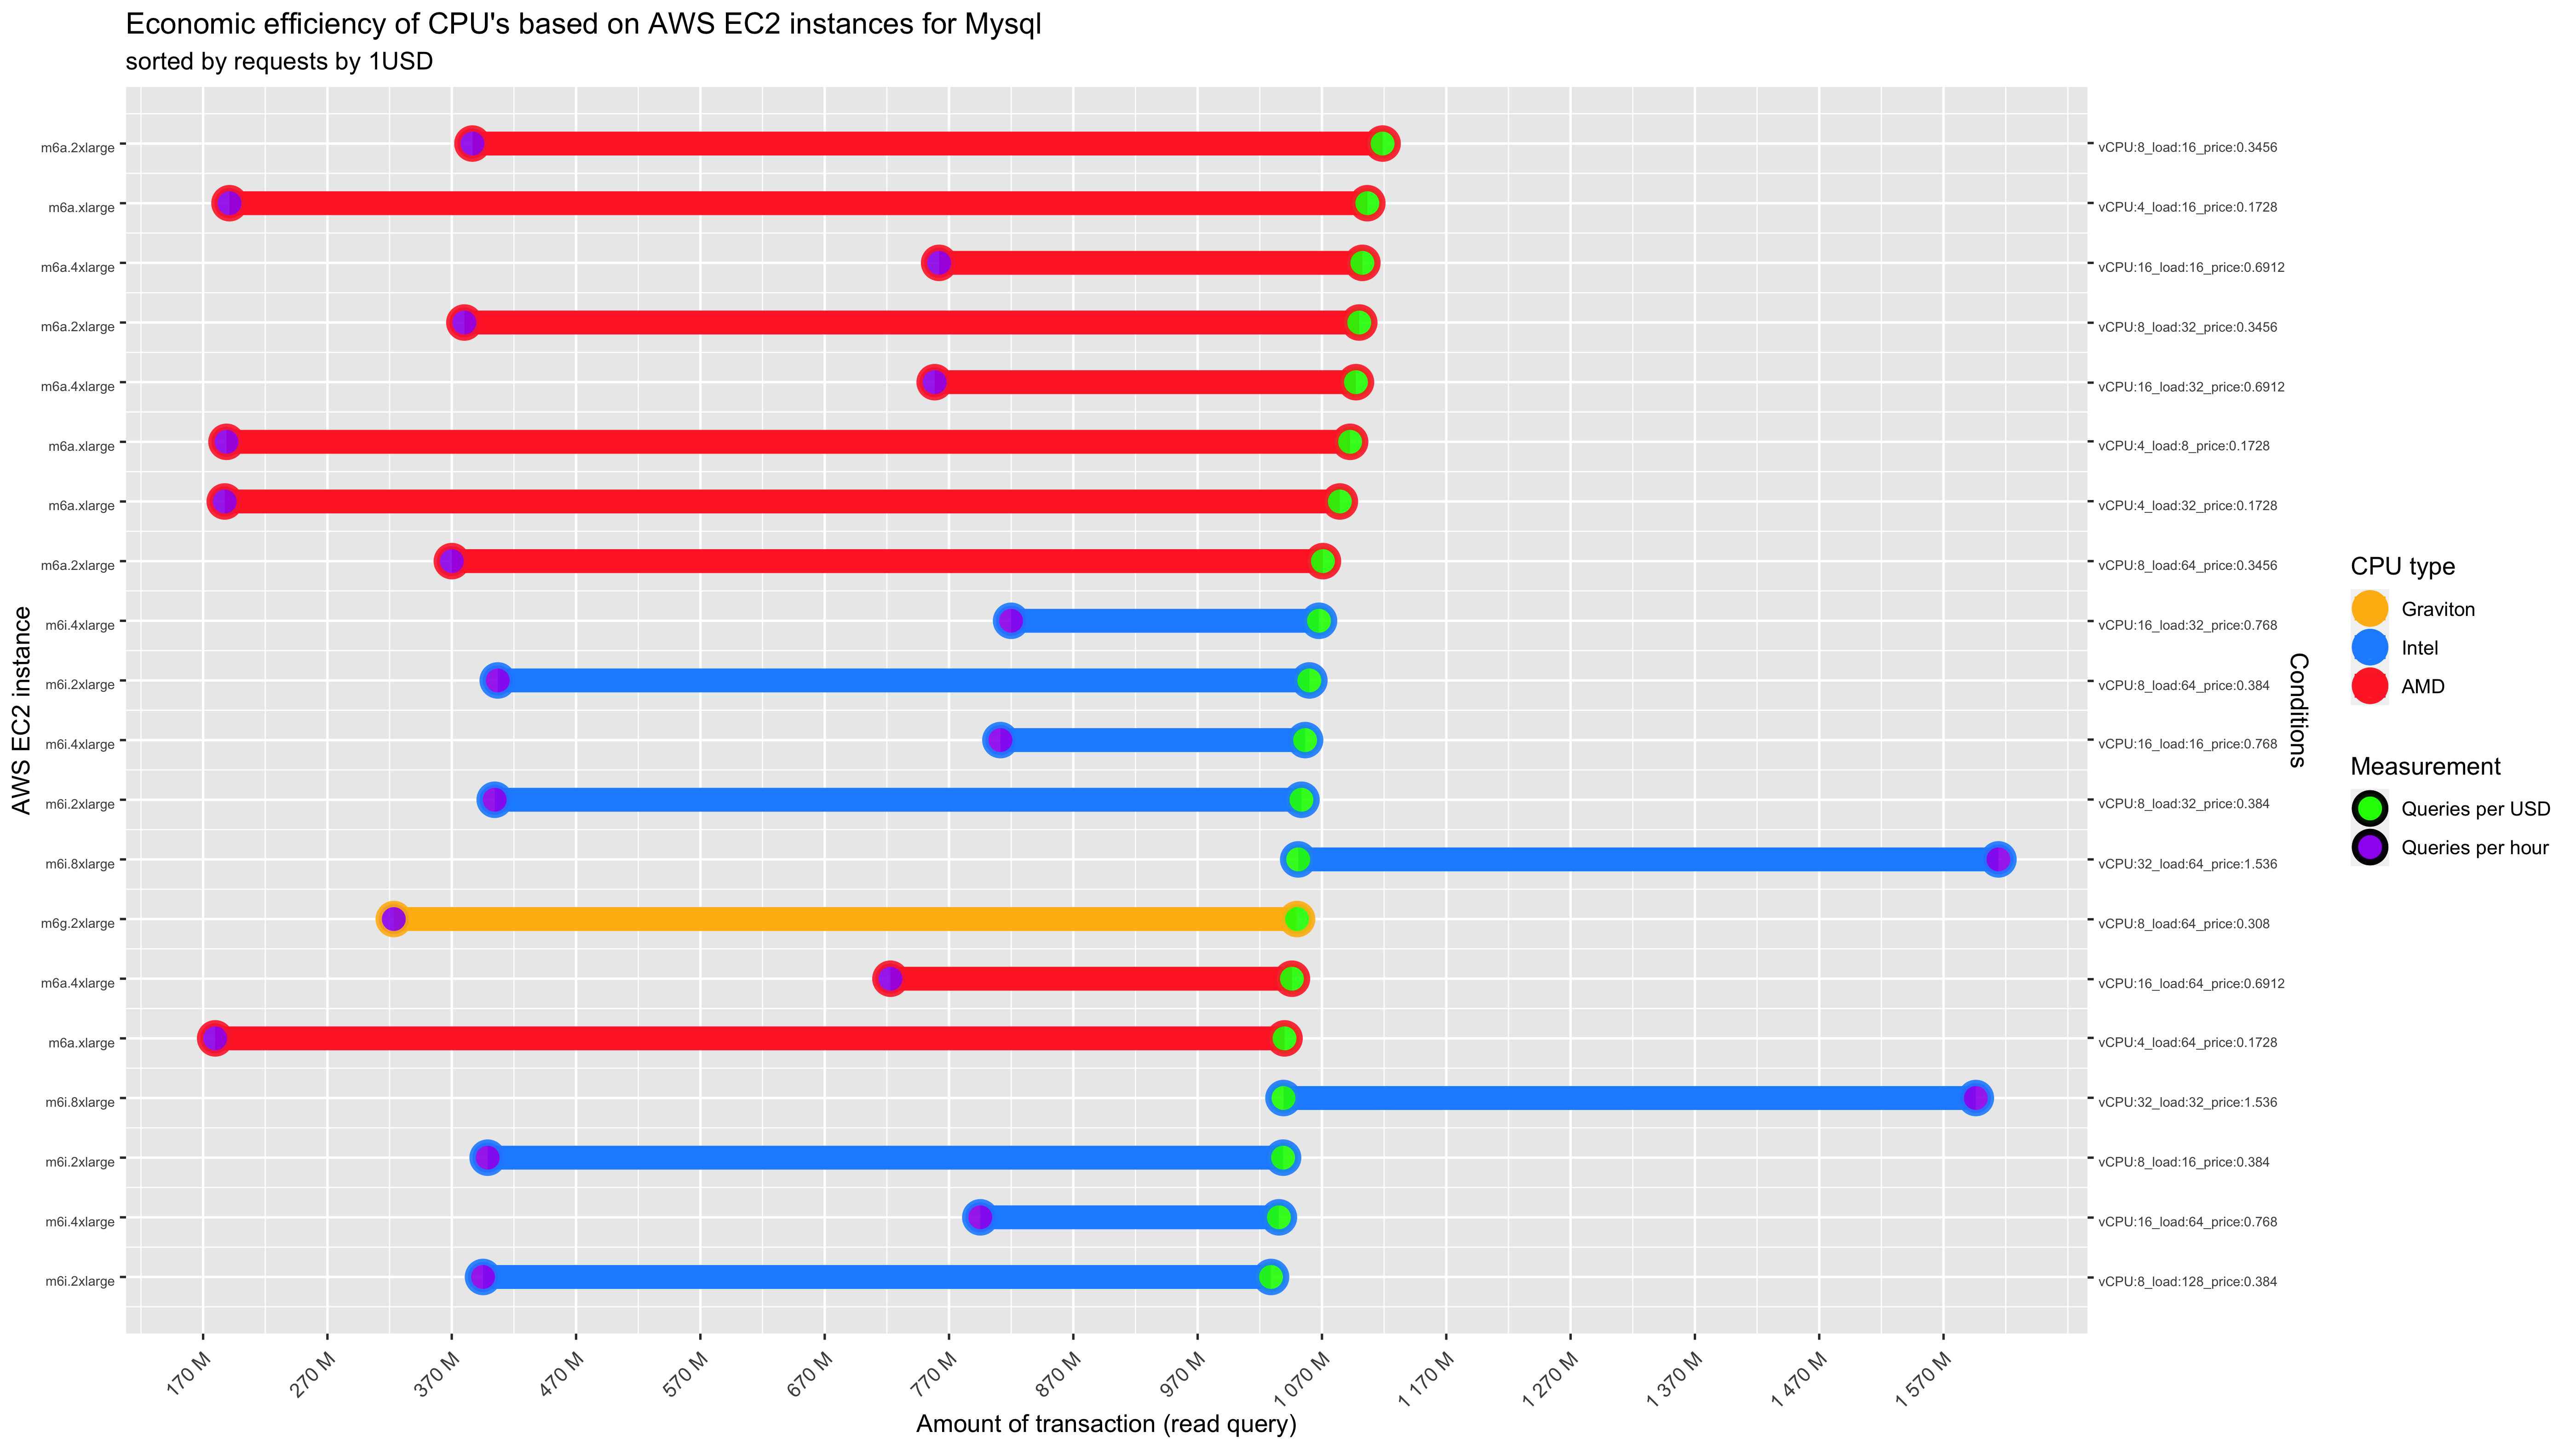 Economic efficiency of CPU's based on AWS EC2 instances for Mysql
sorted by requests by 1USD
AWS EC2 instance
m6a.2xlarge
vCPU:8_load:16_price:0.3456
m6a.xlarge
vCPU:4_load:16_price:0.1728
m6a.4xlarge
vCPU:16_load:16_price:0.6912
m6a.2xlarge
vCPU:8_load:32_price:0.3456
m6a.4xlarge
vCPU:16_load:32_price:0.6912
m6a.xlarge
vCPU:4_load:8_price:0.1728
m6a.xlarge
vCPU:4_load:32_price:0.1728
m6a.2xlarge
vCPU:8_load:64_price:0.3456
m6i.4xlarge
vCPU:16_load:32_price:0.768
m6i.2xlarge
vCPU:8_load:64_price:0.384
m6i.4xlarge
vCPU:16_load:16_price:0.768
m6i.2xlarge
vCPU:8_load:32_price:0.384
m6i.8xlarge
vCPU:32_load:64_price:1.536
m6g.2xlarge
vCPU:8_load:64_price:0.308
m6a.4xlarge
vCPU:16_load:64_price:0.6912
m6a.xlarge
vCPU:4_load:64_price:0.1728
m6i.8xlarge
vCPU:32_load:32_price:1.536
m6i.2xlarge
vCPU:8_load:16_price:0.384
m6i.4xlarge
vCPU:16_load:64_price:0.768
m6i.2xlarge
vCPU:8_load:128_price:0.384
Conditions
170 M
270 M
370 M
470 M
570 M
670 M
770 M
870 M
970 M
1 070 M
1 170 M
1 270 M
1 370 M
1 470 M
1 570 M
Amount of transaction (read query)
CPU type
Graviton
Intel
AMD
Measurement
Queries per USD
Queries per hour